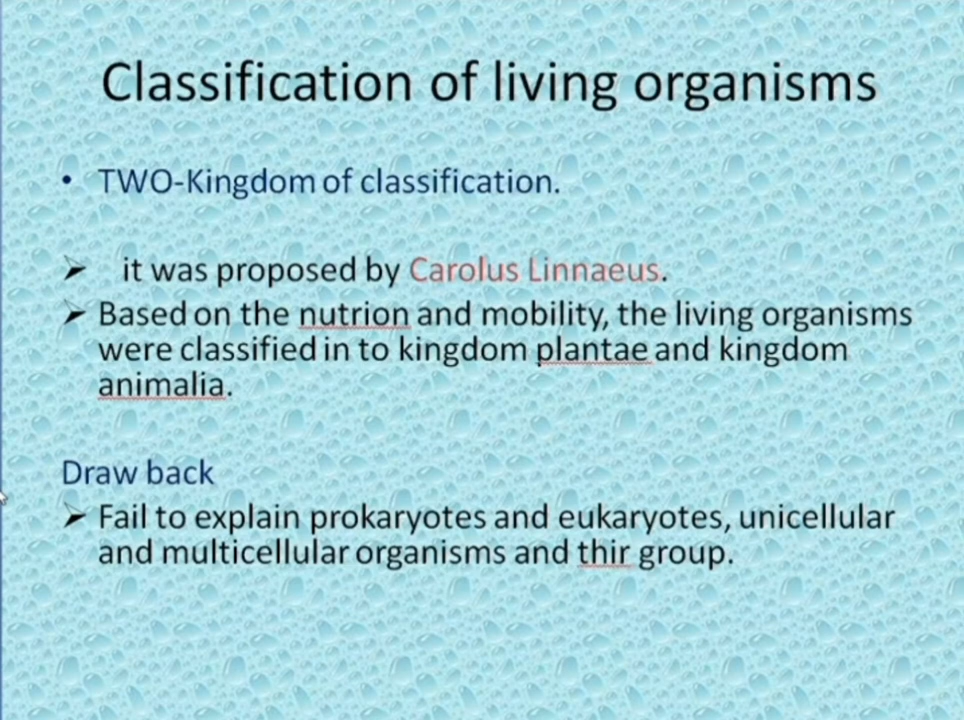 Classification of living organisms
• TWO-Kingdom of classification.
➢ it was proposed by Carolus Linnaeus.
➢ Based on the nutrion and mobility, the living organisms
were classified in to kingdom plantae and kingdom
animalia.
Draw back
➢ Fail to explain prokaryotes and eukaryotes, unicellular
and multicellular organisms and thir group.